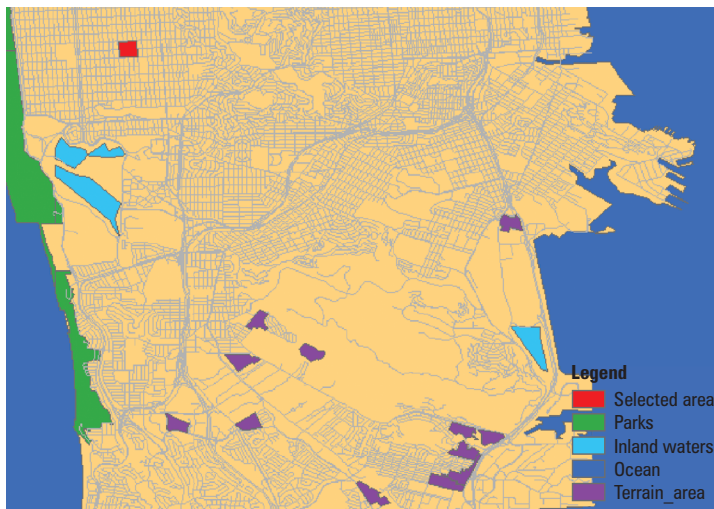 Legend
Selected area
Parks
Inland waters
Ocean
Terrain_area